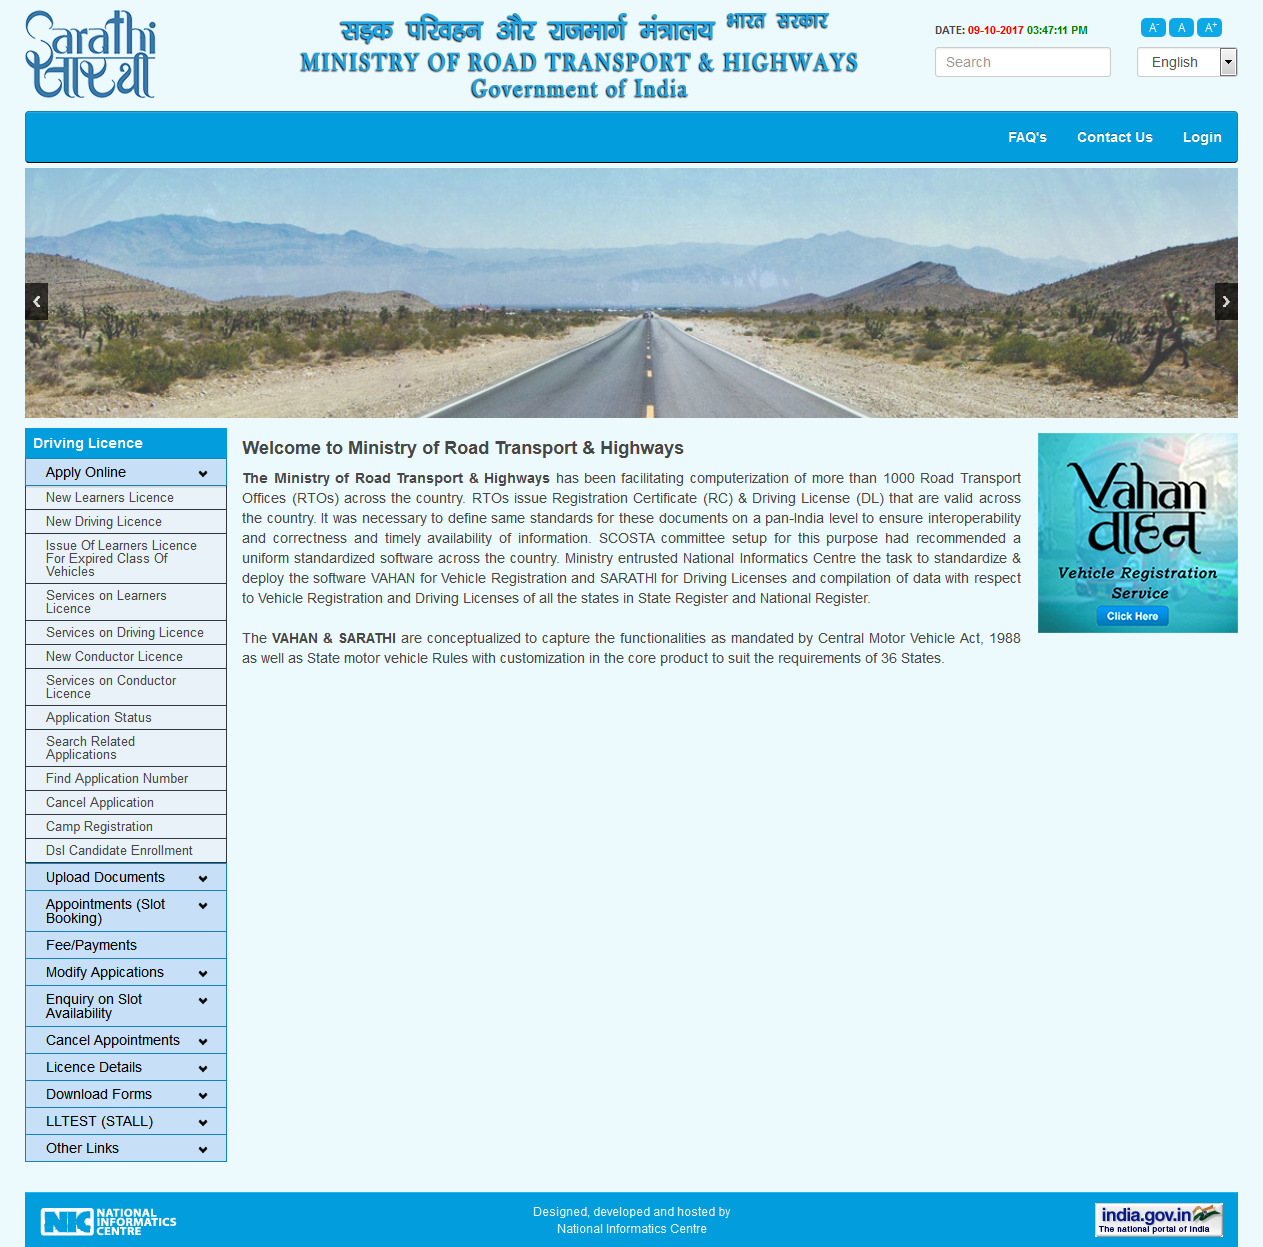 Sarathi
सारथी
सड़क परिवहन और राजमार्ग मंत्रालय भारत सरकार
MINISTRY OF ROAD TRANSPORT & HIGHWAYS
Government of India
DATE: 09-10-2017 03:47:11 PM
A- A A+
Search
English
FAQ's Contact Us Login
Driving Licence
Apply Online
New Learners Licence
New Driving Licence
Issue Of Learners Licence
For Expired Class Of
Vehicles
Services on Learners
Licence
Services on Driving Licence
New Conductor Licence
Services on Conductor
Licence
Application Status
Search Related
Applications
Find Application Number
Cancel Application
Camp Registration
Dsl Candidate Enrollment
Upload Documents
Appointments (Slot
Booking)
Fee/Payments
Modify Appications
Enquiry on Slot
Availability
Cancel Appointments
Licence Details
Download Forms
LLTEST (STALL)
Other Links
Welcome to Ministry of Road Transport & Highways
The Ministry of Road Transport & Highways has been facilitating computerization of more than 1000 Road Transport
Offices (RTOs) across the country. RTOs issue Registration Certificate (RC) & Driving License (DL) that are valid across
the country. It was necessary to define same standards for these documents on a pan-India level to ensure interoperability
and correctness and timely availability of information. SCOSTA committee setup for this purpose had recommended a
uniform standardized software across the country. Ministry entrusted National Informatics Centre the task to standardize &
deploy the software VAHAN for Vehicle Registration and SARATHI for Driving Licenses and compilation of data with respect
to Vehicle Registration and Driving Licenses of all the states in State Register and National Register.
The VAHAN & SARATHI are conceptualized to capture the functionalities as mandated by Central Motor Vehicle Act, 1988
as well as State motor vehicle Rules with customization in the core product to suit the requirements of 36 States.
Vahan
वाहन
Vehicle Registration
Service
Click Here
NIC NATIONAL
INFORMATICS
CENTRE
Designed, developed and hosted by
National Informatics Centre
india.gov.in
The national portal of India